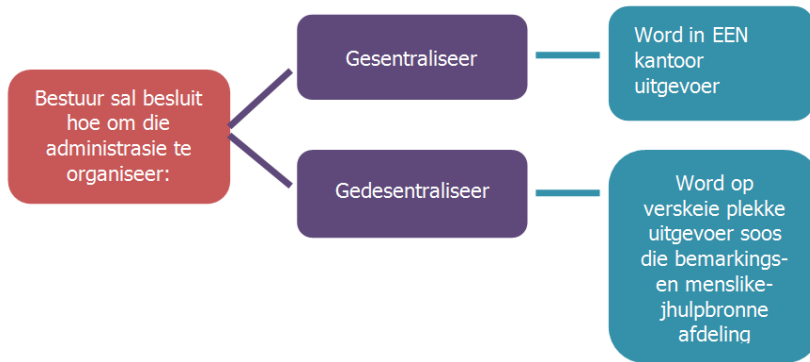 Bestuur sal besluit
hoe om die
administrasie te
organiseer:
Gesentraliseer
Word in EEN
kantoor
uitgevoer
Gedesentraliseer
Word op
verskeie plekke
uitgevoer soos
die bemarkings-
en menslike-
jhulpbronne
afdeling